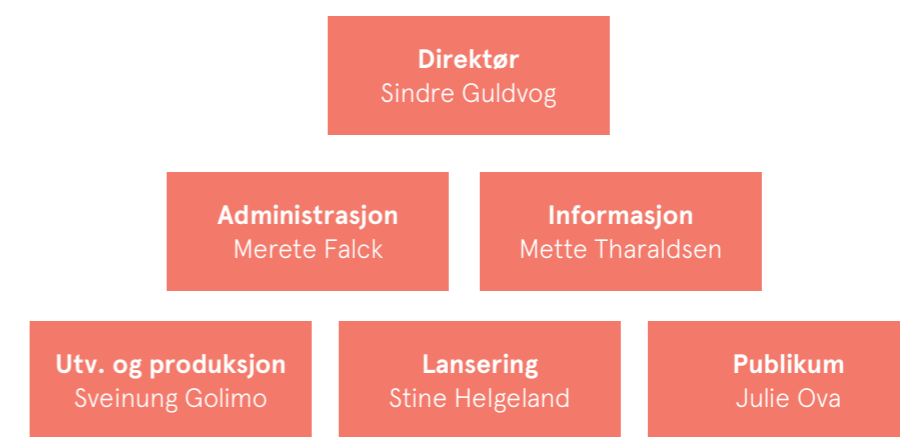 Direktør
Sindre Guldvog
Administrasjon
Merete Falck
Informasjon
Mette Tharaldsen
Utv. og produksjon
Sveinung Golimo
Lansering
Stine Helgeland
Publikum
Julie Ova